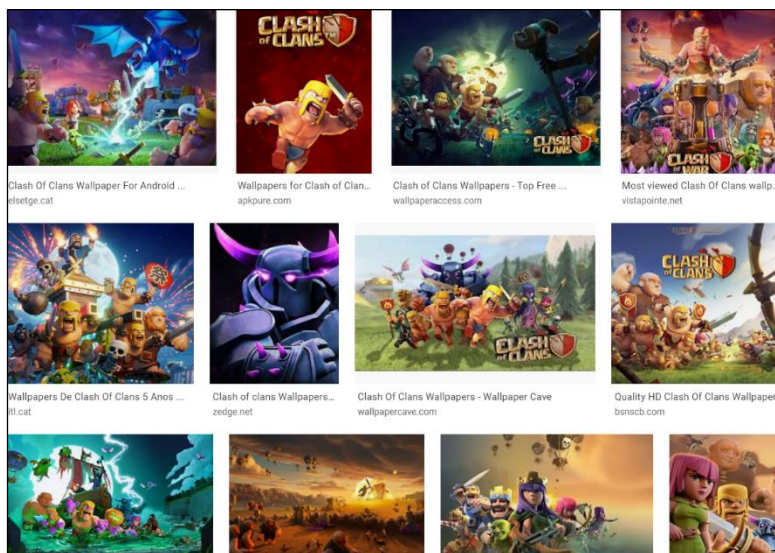 CLASH
OF CLANS
CLASH
OF CLANS
CLASH
OF WAR
Clash Of Clans Wallpaper For Android ...
elsetge.cat
Wallpapers for Clash of Clan...
apkpure.com
Clash of Clans Wallpapers - Top Free ...
wallpaperaccess.com
Most viewed Clash Of Clans wallp.
vistapointe.net
CLASH
OF CLANS
CLASH
OF CLANS
Wallpapers De Clash Of Clans 5 Anos ...
itl.cat
Clash of clans Wallpapers...
zedge.net
Clash Of Clans Wallpapers - Wallpaper Cave
wallpapercave.com
Quality HD Clash Of Clans Wallpaper
bsnscb.com